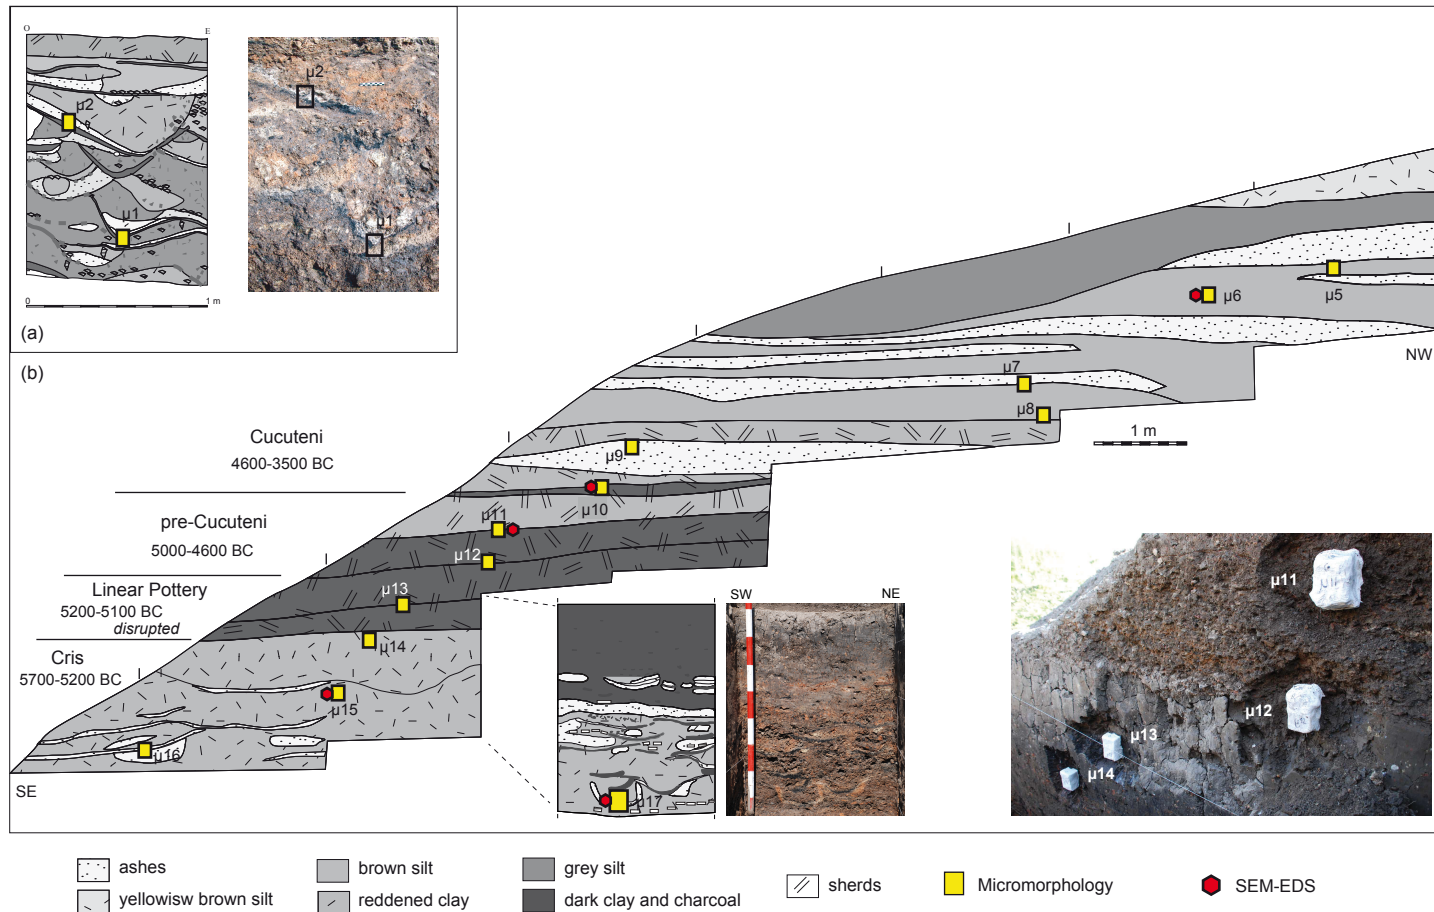 O E
µ2
µ1
0 1 m
(a)
µ2
µ1
(b)
Cucuteni
4600-3500 BC
pre-Cucuteni
5000-4600 BC
Linear Pottery
5200-5100 BC
disrupted
Cris
5700-5200 BC
SE
NW
1 m
µ5
µ6
µ7
µ8
µ9
µ10
µ11
µ12
µ13
µ14
µ15
µ16
µ17
SW NE
µ11
µ12
µ13
µ14
ashes
yellowisw brown silt
brown silt
reddened clay
grey silt
dark clay and charcoal
sherds
Micromorphology
SEM-EDS